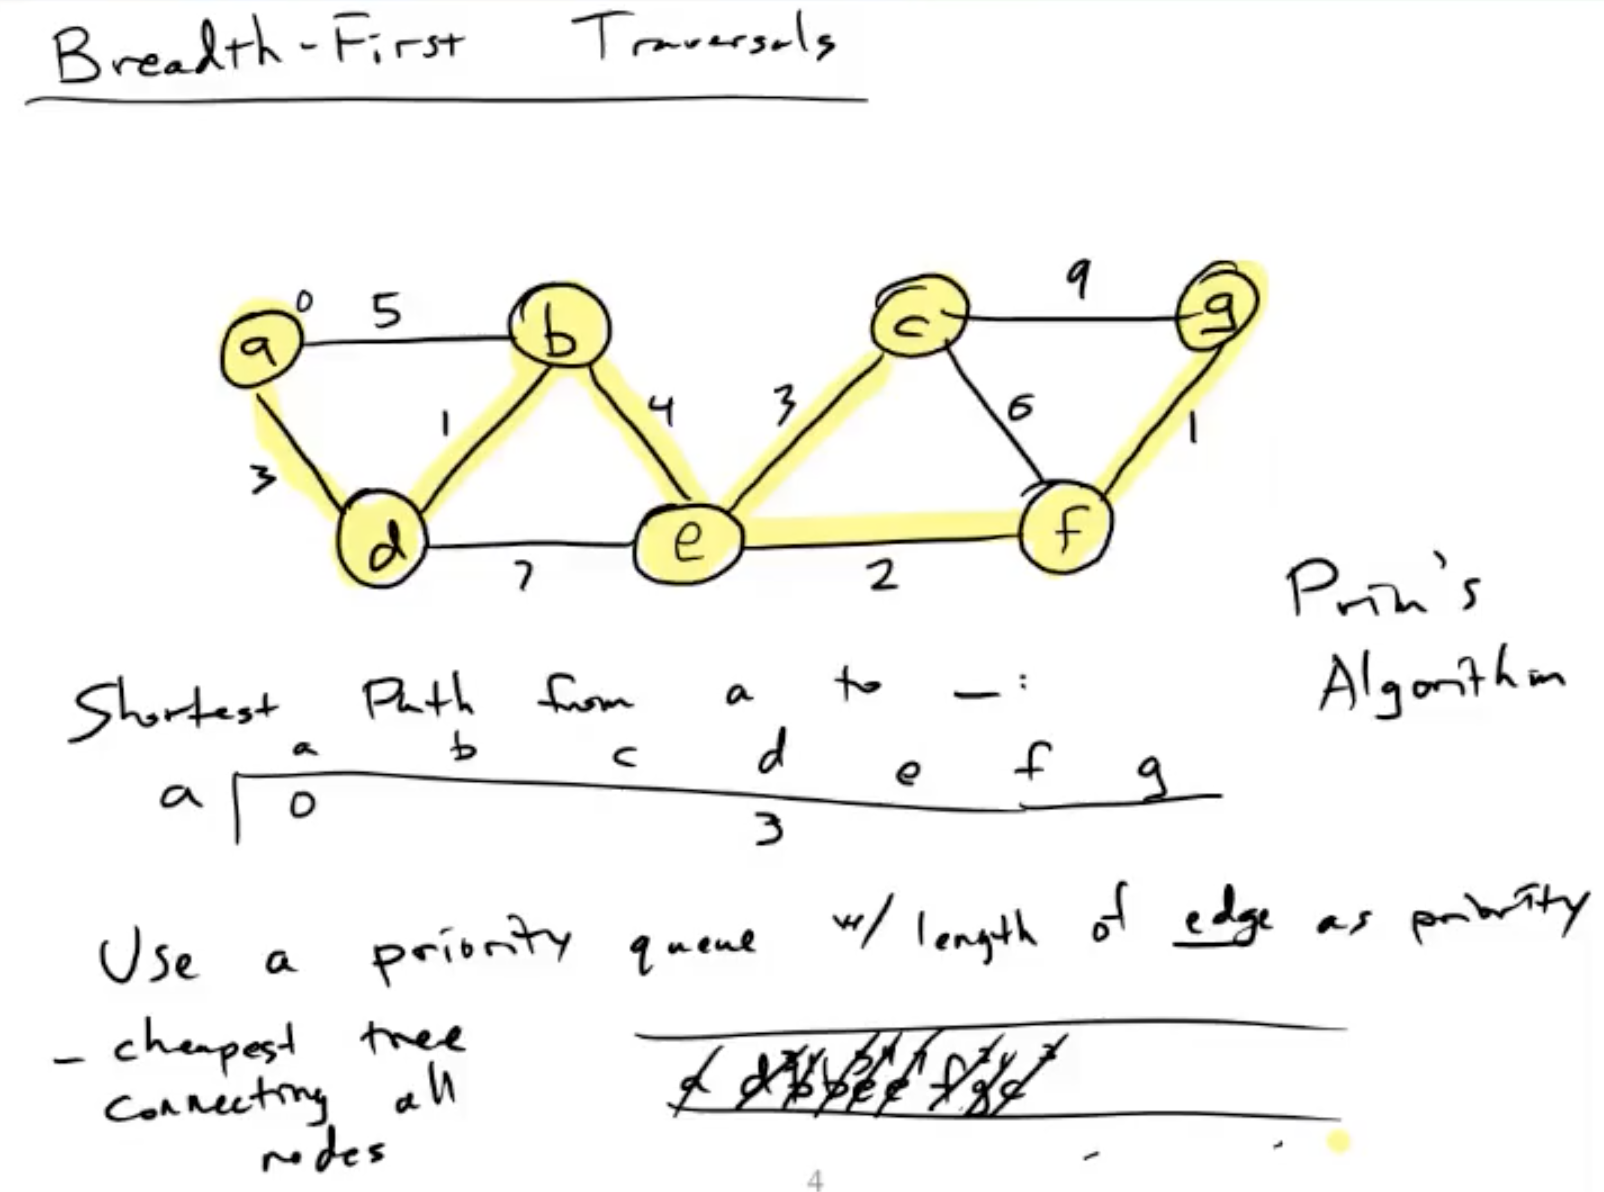 Breadth-First Traversals
0 5 9
a b c g
1 4 3 6 1
3
d e f
7 2
Prim's
Algorithm
Shortest Path from a to _:
a b c d e f g
a 0 3
Use a priority queue w/ length of edge as priority
- cheapest tree
connecting all
nodes
4